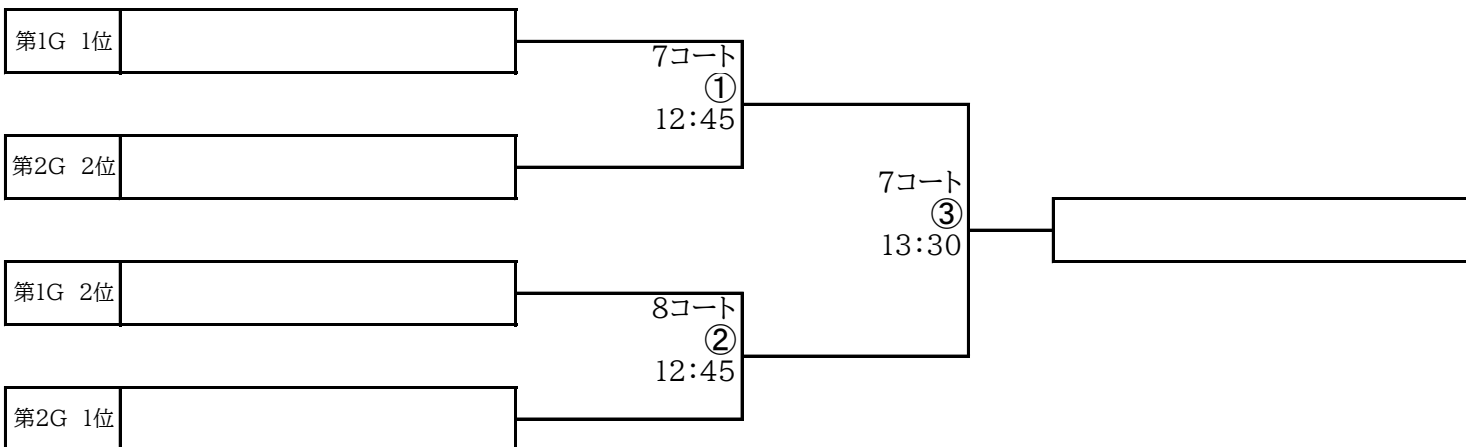 第1G 1位
7コート
①
12:45
第2G 2位
7コート
③
13:30
第1G 2位
8コート
②
12:45
第2G 1位